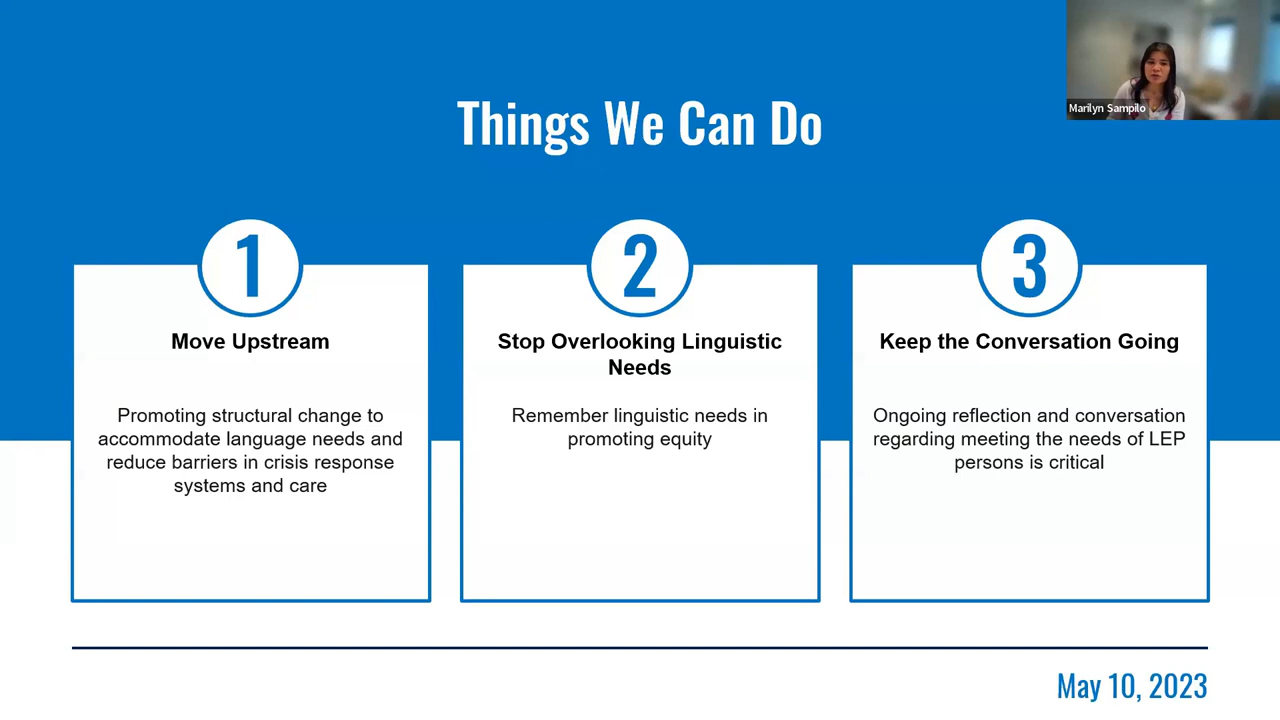 Marilyn Sampilo
Things We Can Do
1
Move Upstream
Promoting structural change to
accommodate language needs and
reduce barriers in crisis response
systems and care
2
Stop Overlooking Linguistic
Needs
Remember linguistic needs in
promoting equity
3
Keep the Conversation Going
Ongoing reflection and conversation
regarding meeting the needs of LEP
persons is critical
May 10, 2023